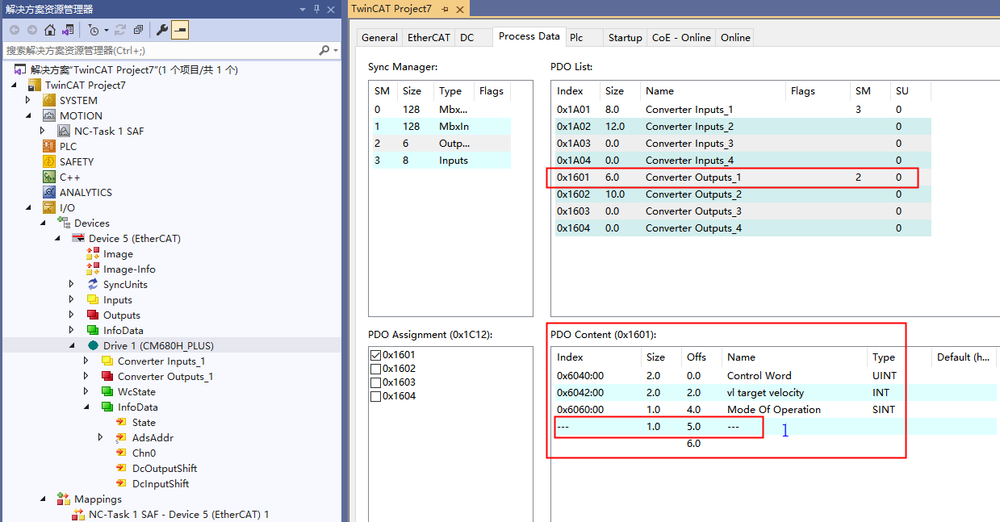 解决方案资源管理器
搜索解决方案资源管理器(Ctrl+;)
解决方案"TwinCAT Project7"(1 个项目/共 1 个)
TwinCAT Project7
SYSTEM
MOTION
NC-Task 1 SAF
PLC
SAFETY
C++
ANALYTICS
I/O
Devices
Device 5 (EtherCAT)
Image
Image-Info
SyncUnits
Inputs
Outputs
InfoData
Drive 1 (CM680H_PLUS)
Converter Inputs_1
Converter Outputs_1
WcState
InfoData
State
AdsAddr
Chn0
DcOutputShift
DcInputShift
Mappings
NC-Task 1 SAF - Device 5 (EtherCAT) 1
TwinCAT Project7
General EtherCAT DC Process Data Plc Startup CoE - Online Online
Sync Manager:
SM Size Type Flags
0 128 Mbx...
1 128 MbxIn
2 6 Outp...
3 8 Inputs
PDO List:
Index Size Name Flags SM SU
0x1A01 8.0 Converter Inputs_1 3 0
0x1A02 12.0 Converter Inputs_2 0
0x1A03 0.0 Converter Inputs_3 0
0x1A04 0.0 Converter Inputs_4 0
0x1601 6.0 Converter Outputs_1 2 0
0x1602 10.0 Converter Outputs_2 0
0x1603 0.0 Converter Outputs_3 0
0x1604 0.0 Converter Outputs_4 0
PDO Assignment (0x1C12):
0x1601
0x1602
0x1603
0x1604
PDO Content (0x1601):
Index Size Offs Name Type Default (h...
0x6040:00 2.0 0.0 Control Word UINT
0x6042:00 2.0 2.0 vl target velocity INT
0x6060:00 1.0 4.0 Mode Of Operation SINT
--- 1.0 5.0 --- 1
6.0